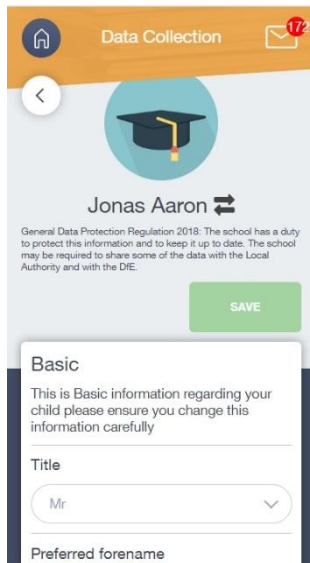 Data Collection
172
Jonas Aaron
General Data Protection Regulation 2018: The school has a duty
to protect this information and to keep it up to date. The school
may be required to share some of the data with the Local
Authority and with the DfE.
SAVE
Basic
This is Basic information regarding your
child please ensure you change this
information carefully
Title
Mr
Preferred forename